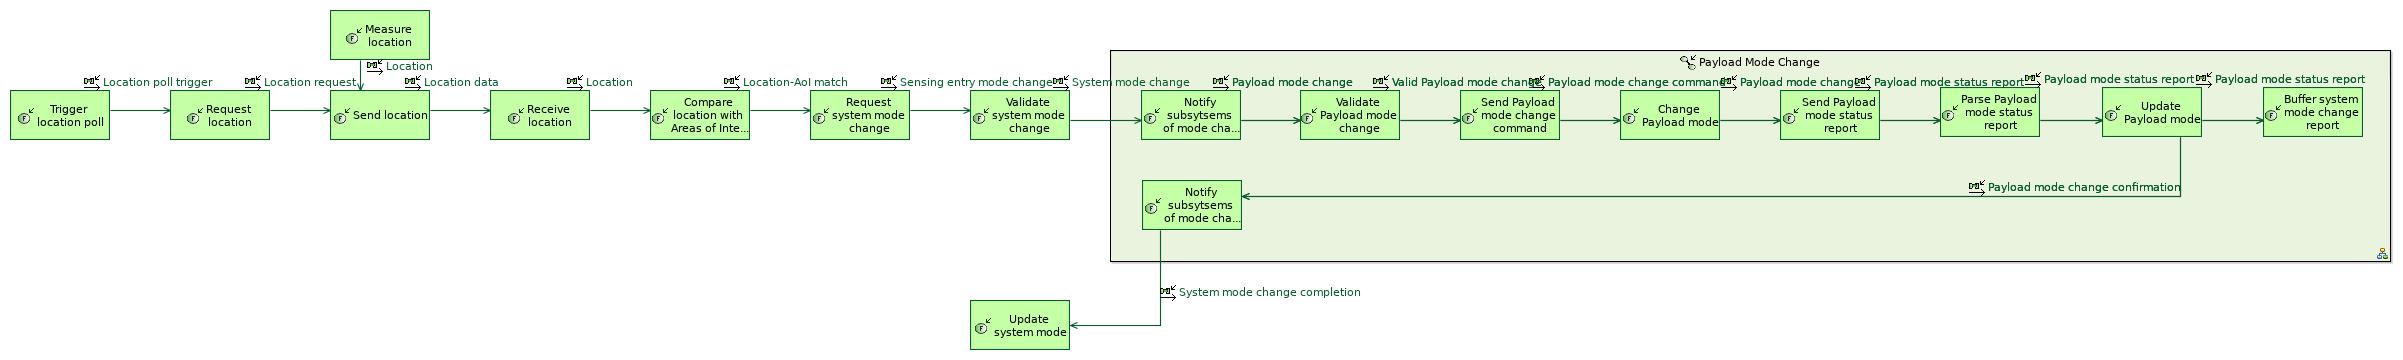 Measure
location
Location
Payload Mode Change
Location poll trigger
Location request
Location data
Location
Location-AoI match
Sensing entry mode change
System mode change
Payload mode change
Valid Payload mode change
Payload mode change command
Payload mode change
Payload mode status report
Payload mode status report
Payload mode status report
Trigger
location poll
Request
location
Send location
Receive
location
Compare
location with
Areas of Inte...
Request
system mode
change
Validate
system mode
change
Notify
subsytsems
of mode cha...
Validate
Payload mode
change
Send Payload
mode change
command
Change
Payload mode
Send Payload
mode status
report
Parse Payload
mode status
report
Update
Payload mode
Buffer system
mode change
report
Payload mode change confirmation
Notify
subsytsems
of mode cha...
System mode change completion
Update
system mode